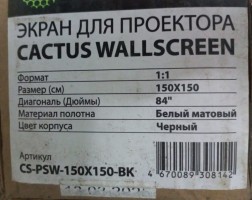 ЭКРАН ДЛЯ ПРОЕКТОРА
CACTUS WALLSCREEN
Формат 1:1
Размер (см) 150X150
Диагональ (Дюймы) 84"
Материал полотна Белый матовый
Цвет корпуса Черный
Артикул
CS-PSW-150X150-BK
4 670089 308142